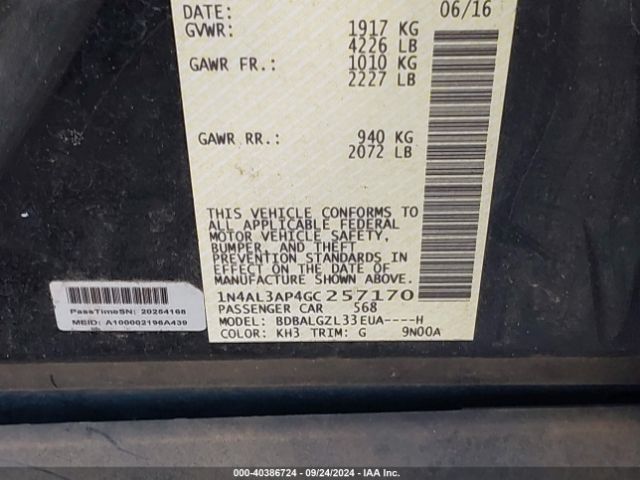 DATE: 06/16
GVWR: 1917 KG
4226 LB
GAWR FR.: 1010 KG
2227 LB
GAWR RR.: 940 KG
2072 LB
THIS VEHICLE CONFORMS TO
ALL APPLICABLE FEDERAL
MOTOR VEHICLE SAFETY,
BUMPER, AND THEFT
PREVENTION STANDARDS IN
EFFECT ON THE DATE OF
MANUFACTURE SHOWN ABOVE.
1N4AL3AP4GC257170
PASSENGER CAR 568
MODEL: BDBALGZL33EUA----H
COLOR: KH3 TRIM: G 9N00A
PassTimeSN: 20254168
MEID: A100002196A439
000-40386724 - 09/24/2024 - IAA Inc.